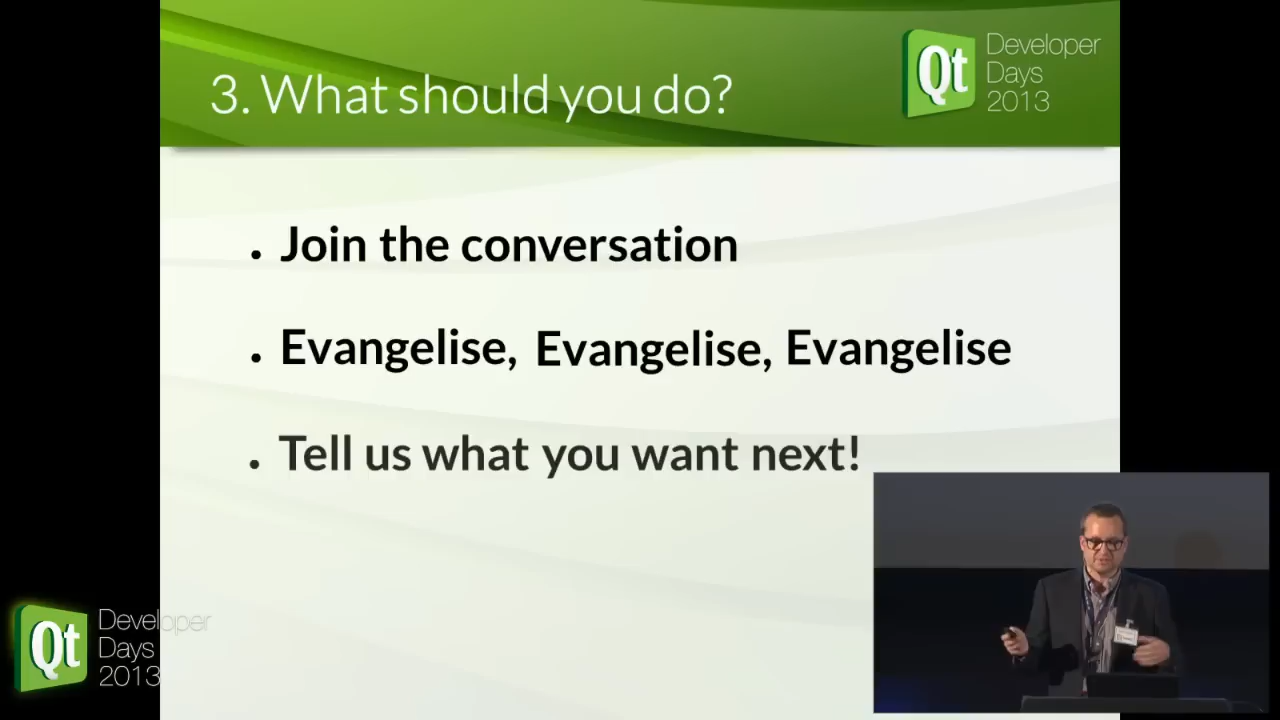 3. What should you do?
Qt Developer
Days
2013
. Join the conversation
. Evangelise, Evangelise, Evangelise
. Tell us what you want next!
Qt Developer
Days
2013